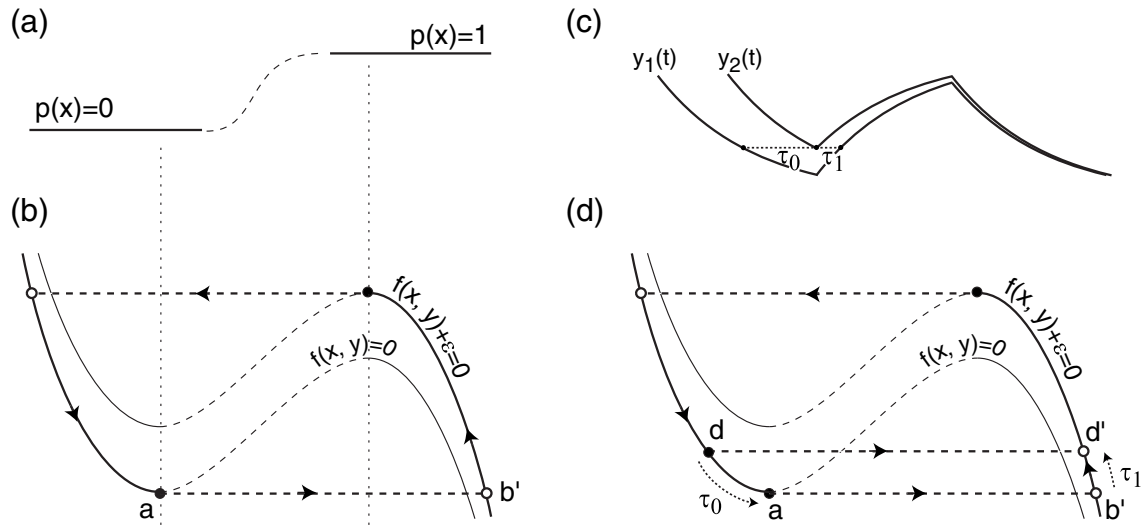 (a)
p(x)=1
p(x)=0
(b)
f(x, y)+ε=0
f(x, y)=0
a
b'
(c)
y₁(t) y₂(t)
τ₀ τ₁
(d)
f(x, y)+ε=0
f(x, y)=0
d
d'
τ₀
τ₁
a
b'